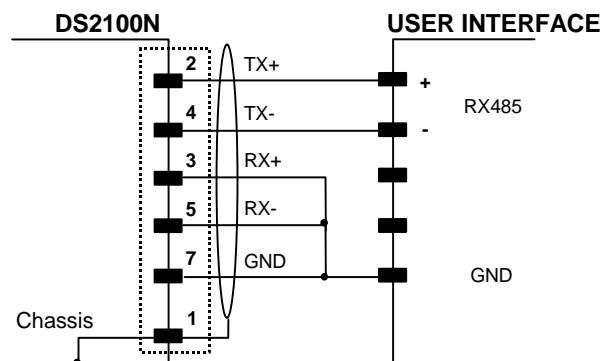 DS2100N USER INTERFACE
2 TX+ +
RX485
4 TX- -
3 RX+
5 RX-
7 GND GND
Chassis 1